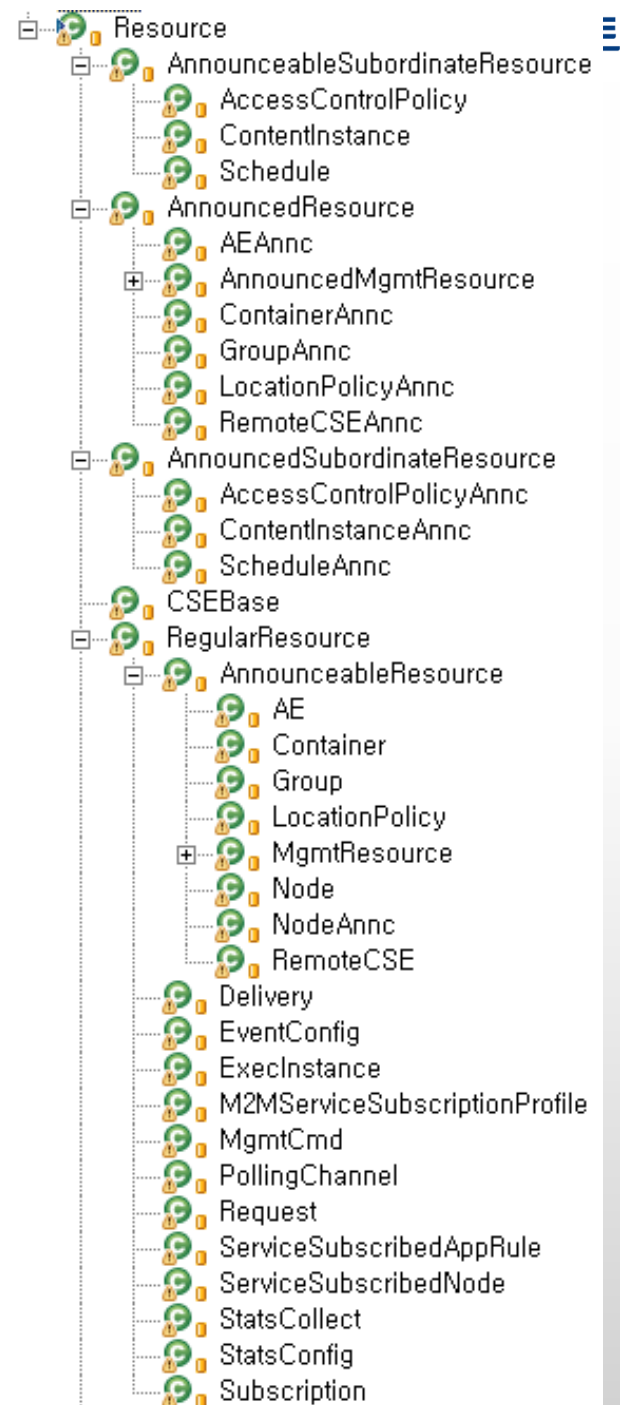 Resource
AnnounceableSubordinateResource
AccessControlPolicy
ContentInstance
Schedule
AnnouncedResource
AEAnnc
AnnouncedMgmtResource
ContainerAnnc
GroupAnnc
LocationPolicyAnnc
RemoteCSEAnnc
AnnouncedSubordinateResource
AccessControlPolicyAnnc
ContentInstanceAnnc
ScheduleAnnc
CSEBase
RegularResource
AnnounceableResource
AE
Container
Group
LocationPolicy
MgmtResource
Node
NodeAnnc
RemoteCSE
Delivery
EventConfig
ExecInstance
M2MServiceSubscriptionProfile
MgmtCmd
PollingChannel
Request
ServiceSubscribedAppRule
ServiceSubscribedNode
StatsCollect
StatsConfig
Subscription